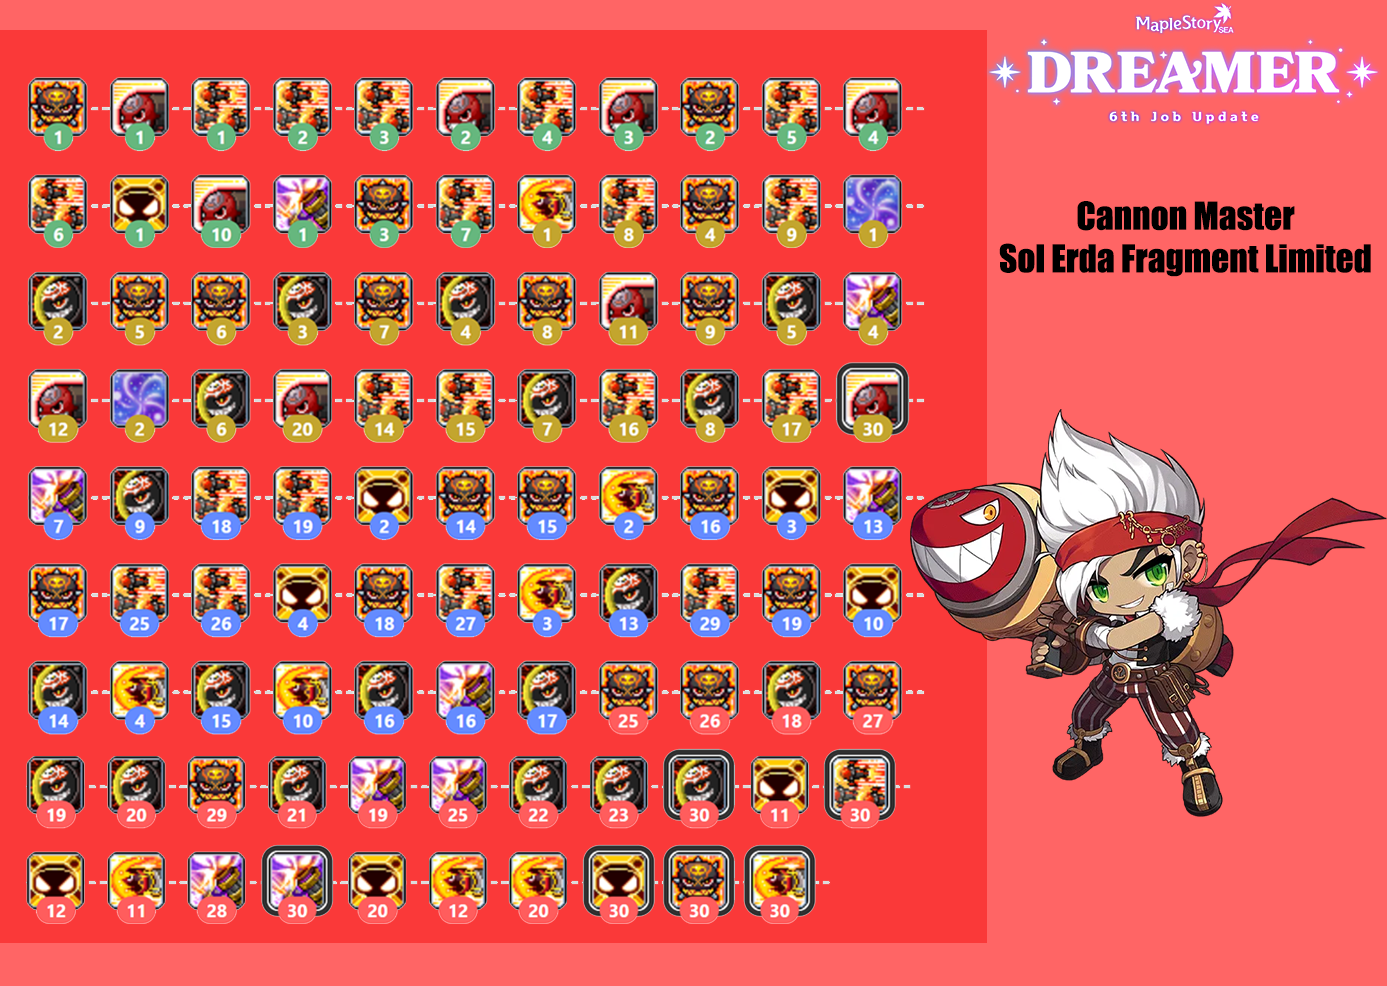 MapleStory SEA
DREAMER
6th Job Update
Cannon Master
Sol Erda Fragment Limited
1 1 1 2 3 2 4 3 2 5 4
6 1 10 1 3 7 1 8 4 9 1
2 5 6 3 7 4 8 11 9 5 4
12 2 6 20 14 15 7 16 8 17 30
7 9 18 19 2 14 15 2 16 3 13
17 25 26 4 18 27 3 13 29 19 10
14 4 15 10 16 16 17 25 26 18 27
19 20 29 21 19 25 22 23 30 11 30
12 11 28 30 20 12 20 30 30 30